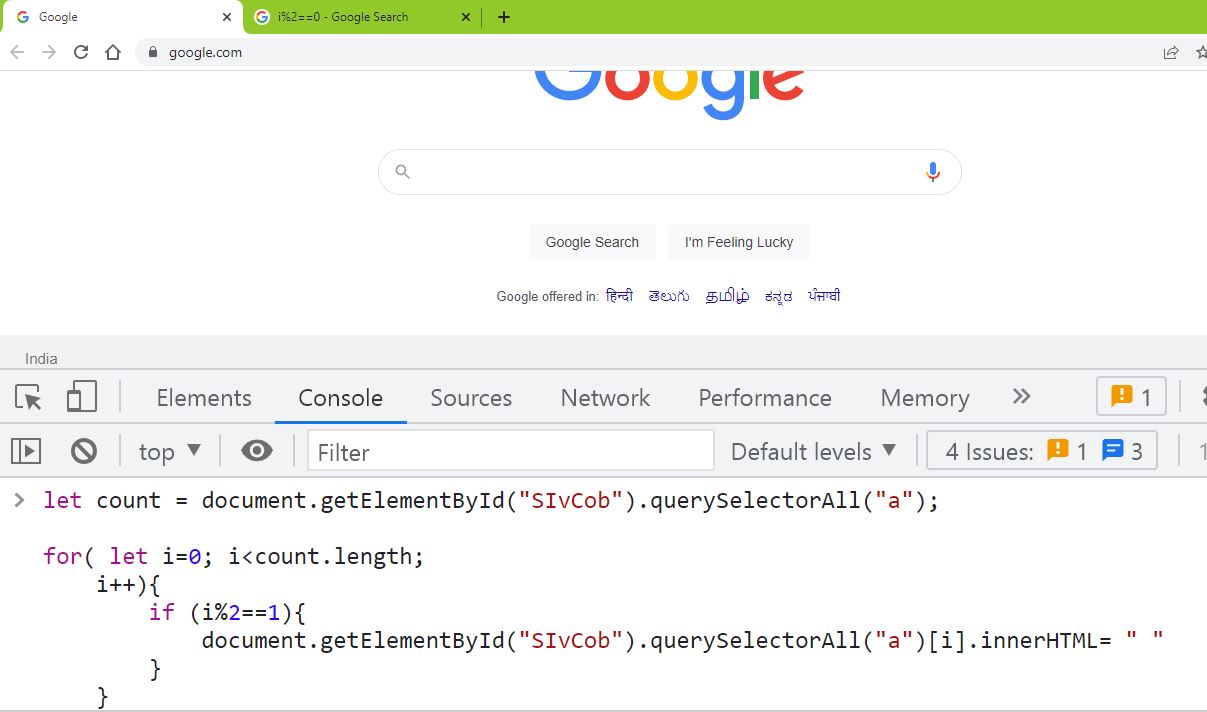 Google
i%2==0 - Google Search
google.com
Google
Google Search
I'm Feeling Lucky
Google offered in: हिन्दी తెలుగు தமிழ் ಕನ್ನಡ ਪੰਜਾਬੀ
India
Elements Console Sources Network Performance Memory 1
top Filter Default levels 4 Issues: 1 3
let count = document.getElementById("SIvCob").querySelectorAll("a");
for( let i=0; i<count.length;
i++){
if (i%2==1){
document.getElementById("SIvCob").querySelectorAll("a")[i].innerHTML= " "
}
}